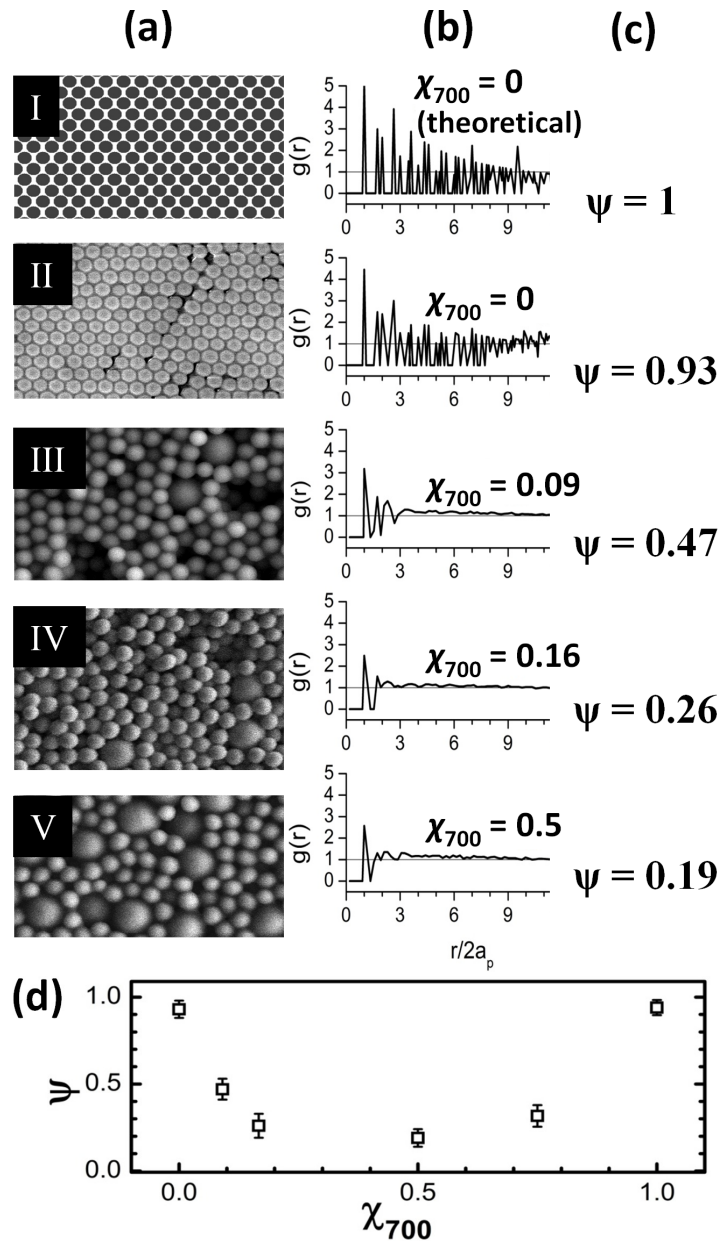 (a) (b) (c)
I
5
4
3
2
1
0
g(r)
χ700 = 0
(theoretical)
0 3 6 9
ψ = 1
II
5
4
3
2
1
0
g(r)
χ700 = 0
0 3 6 9
ψ = 0.93
III
5
4
3
2
1
0
g(r)
χ700 = 0.09
0 3 6 9
ψ = 0.47
IV
5
4
3
2
1
0
g(r)
χ700 = 0.16
0 3 6 9
ψ = 0.26
V
5
4
3
2
1
0
g(r)
χ700 = 0.5
0 3 6 9
ψ = 0.19
r/2ap
(d)
1.0
0.5
0.0
ψ
0.0 0.5 1.0
χ700